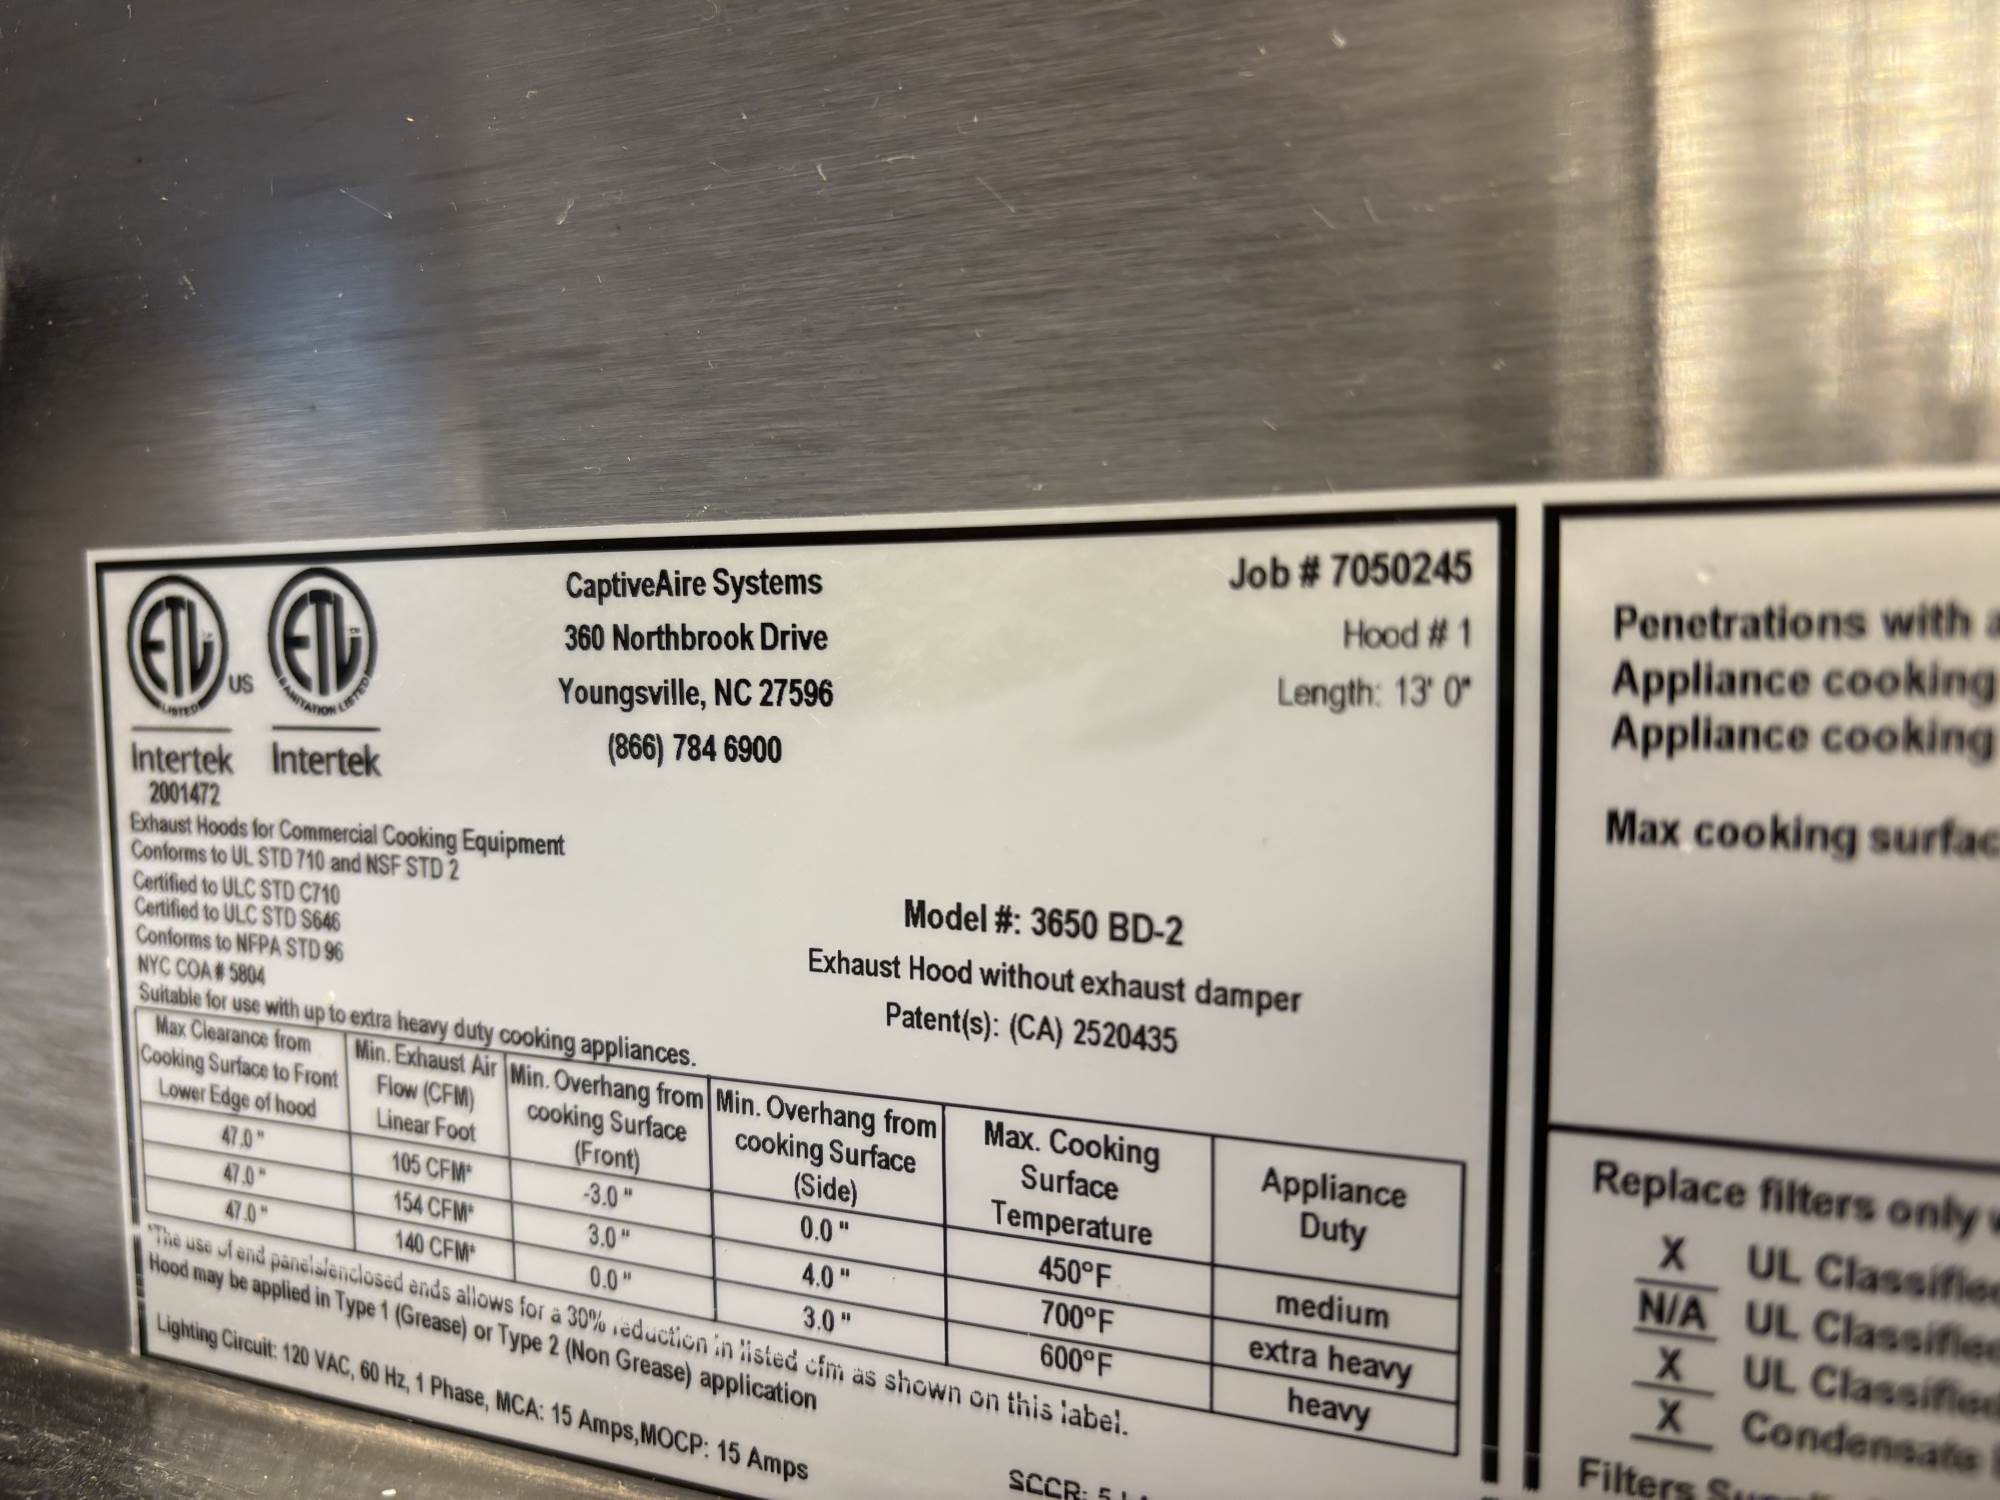 ETL
LISTED
US
Intertek
2001472
ETL
SANITATION LISTED
Intertek
CaptiveAire Systems
360 Northbrook Drive
Youngsville, NC 27596
(866) 784 6900
Job # 7050245
Hood # 1
Length: 13' 0"
Exhaust Hoods for Commercial Cooking Equipment
Conforms to UL STD 710 and NSF STD 2
Certified to ULC STD C710
Certified to ULC STD S646
Conforms to NFPA STD 96
NYC COA # 5804
Suitable for use with up to extra heavy duty cooking appliances.
Model #: 3650 BD-2
Exhaust Hood without exhaust damper
Patent(s): (CA) 2520435
Max Clearance from
Cooking Surface to Front
Lower Edge of hood
Min. Exhaust Air
Flow (CFM)
Linear Foot
Min. Overhang from
cooking Surface
(Front)
Min. Overhang from
cooking Surface
(Side)
Max. Cooking
Surface
Temperature
Appliance
Duty
47.0 " 105 CFM* -3.0 " 0.0 " 450°F medium
47.0 " 154 CFM* 3.0 " 4.0 " 700°F extra heavy
47.0 " 140 CFM* 0.0 " 3.0 " 600°F heavy
*The use of end panels/enclosed ends allows for a 30% reduction in listed cfm as shown on this label.
Hood may be applied in Type 1 (Grease) or Type 2 (Non Grease) application
Lighting Circuit: 120 VAC, 60 Hz, 1 Phase, MCA: 15 Amps,MOCP: 15 Amps
SCCR: 5
Penetrations with
Appliance cooking
Appliance cooking
Max cooking
Replace filters only
X UL Classified
N/A UL Classified
X UL Classified
X Condensate
Filters